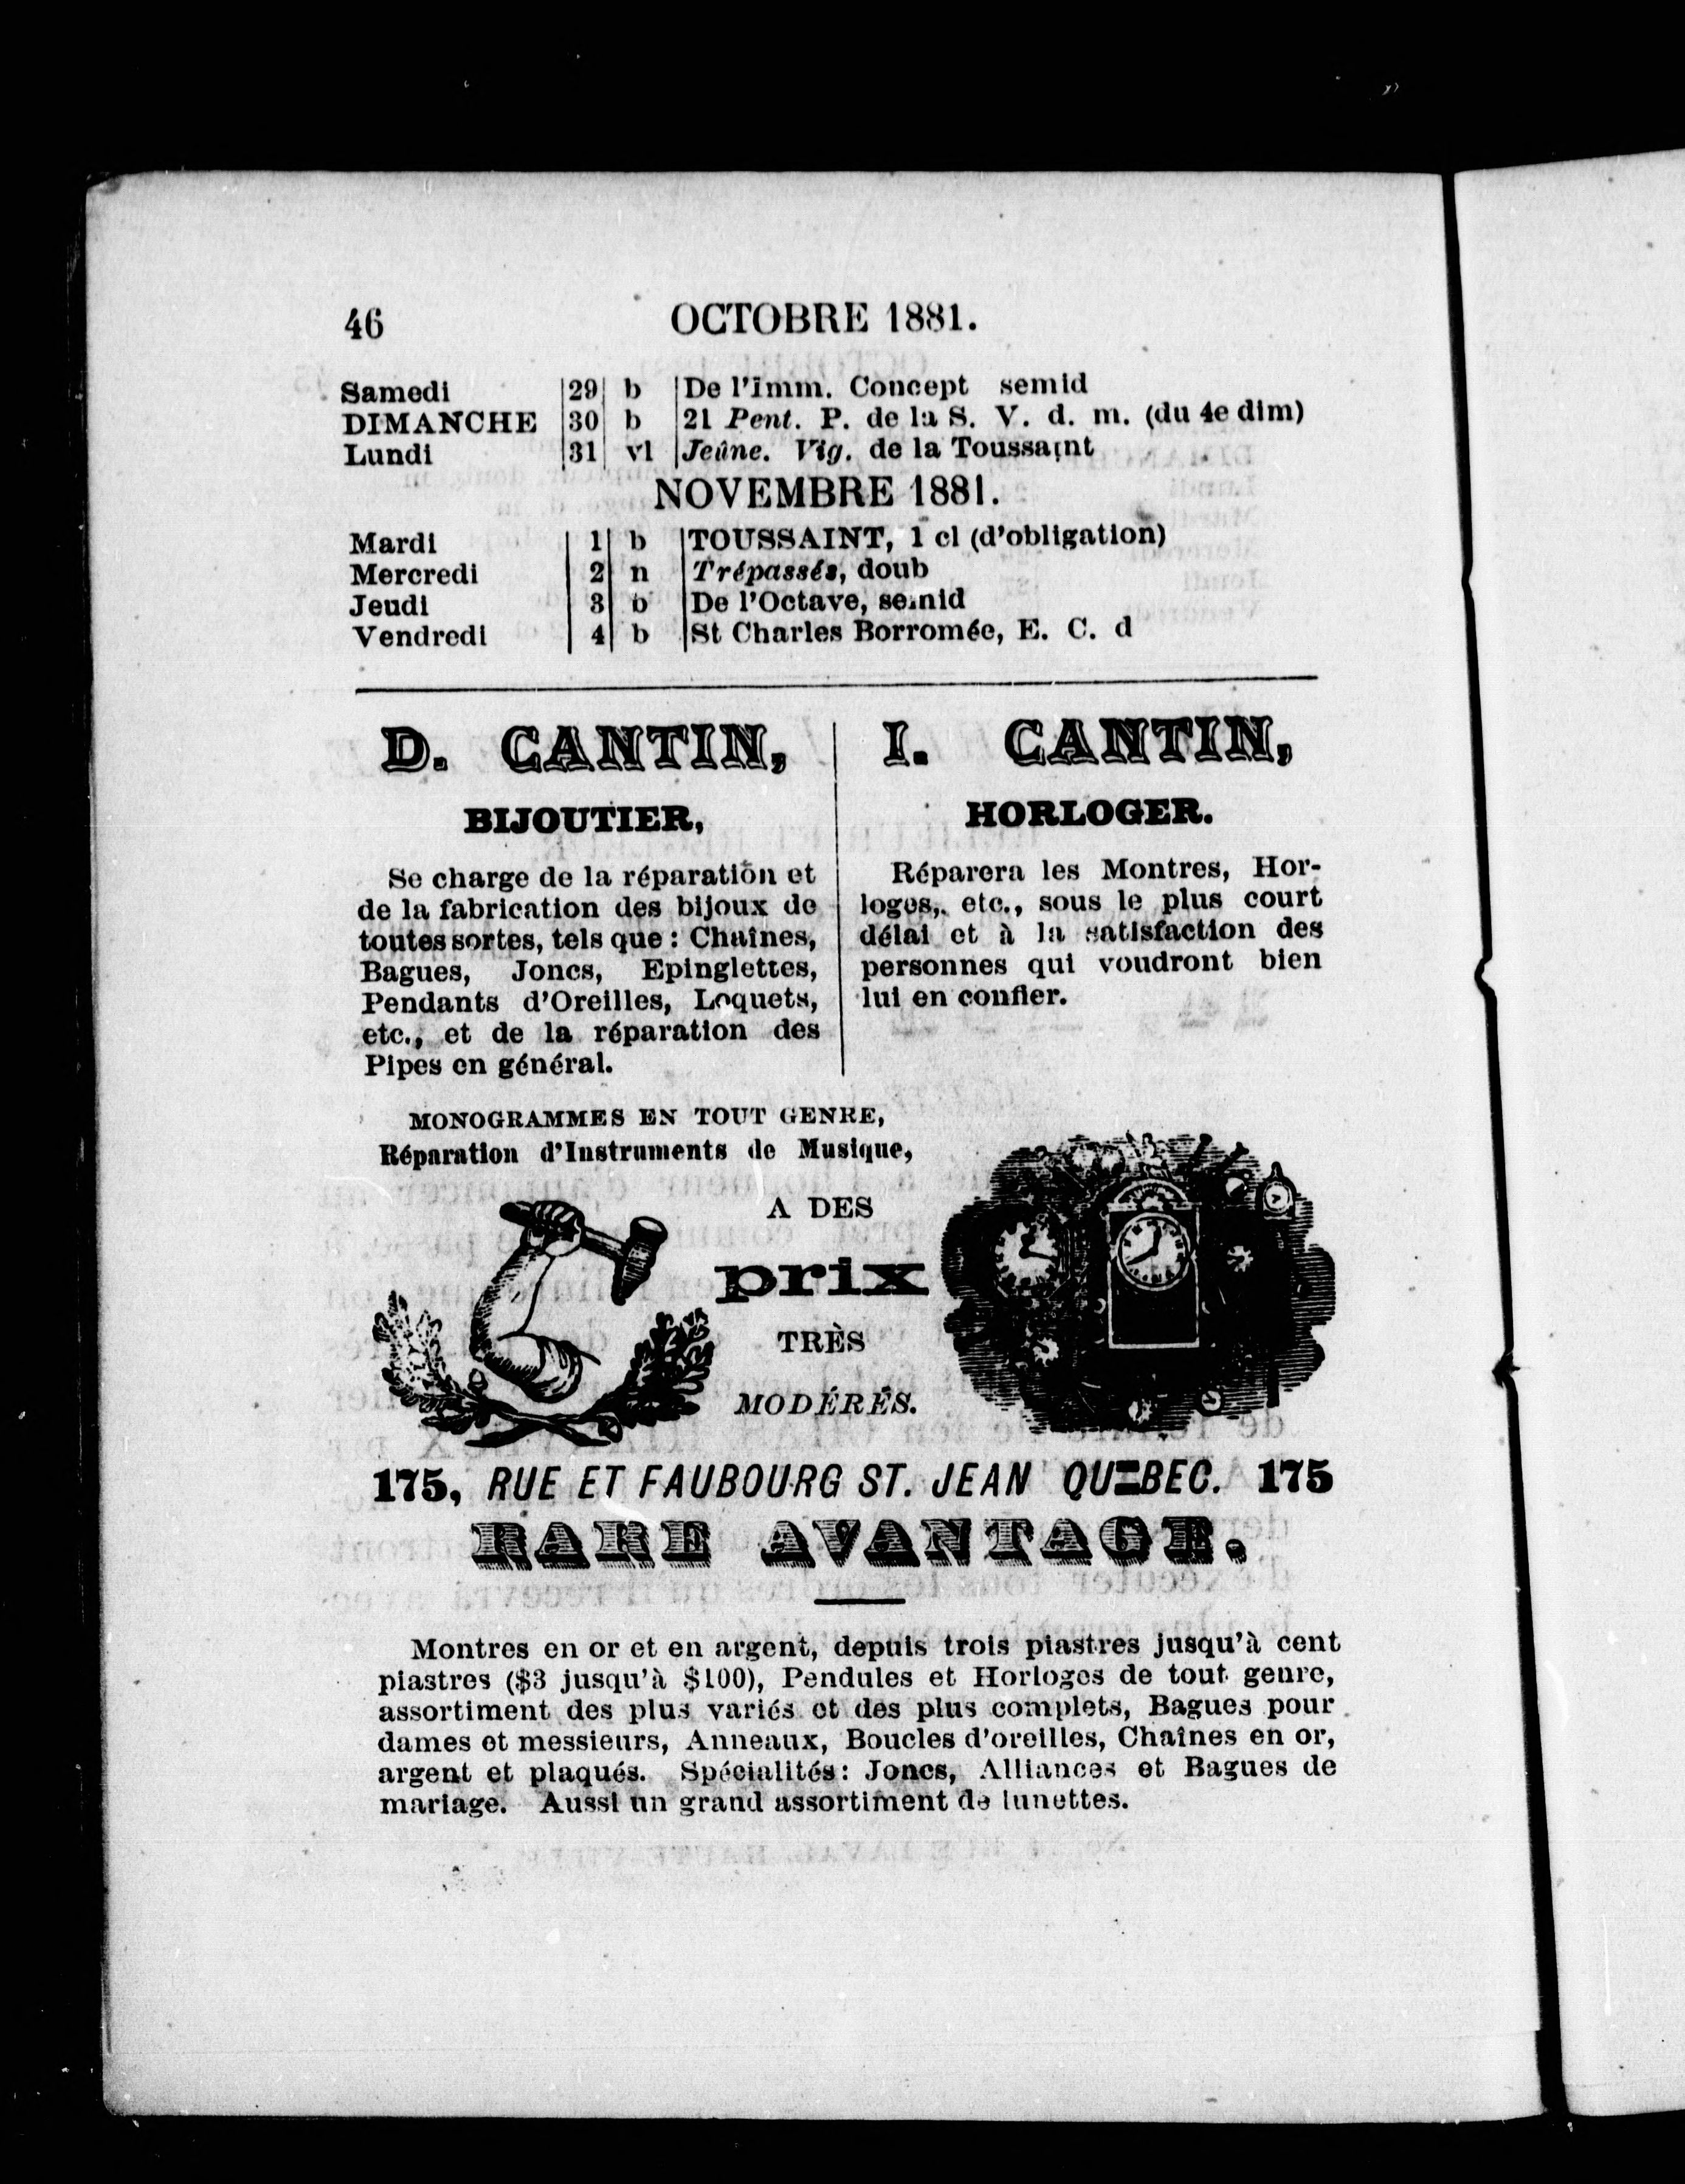 46 OCTOBRE 1881.
Samedi 29 b De l'Imm. Concept semid
DIMANCHE 30 b 21 Pent. P. de la S. V. d. m. (du 4e dim)
Lundi 31 vl Jeûne. Vig. de la Toussaint
NOVEMBRE 1881.
Mardi 1 b TOUSSAINT, 1 cl (d'obligation)
Mercredi 2 n Trépassés, doub
Jeudi 3 b De l'Octave, semid
Vendredi 4 b St Charles Borromée, E. C. d
D. CANTIN,
BIJOUTIER,
Se charge de la réparation et
de la fabrication des bijoux de
toutes sortes, tels que : Chaînes,
Bagues, Joncs, Epinglettes,
Pendants d'Oreilles, Loquets,
etc., et de la réparation des
Pipes en général.
I. CANTIN,
HORLOGER.
Réparera les Montres, Hor-
loges, etc., sous le plus court
délai et à la satisfaction des
personnes qui voudront bien
lui en confier.
MONOGRAMMES EN TOUT GENRE,
Réparation d'Instruments de Musique,
A DES
prix
TRÈS
MODÉRÉS.
175, RUE ET FAUBOURG ST. JEAN QUEBEC. 175
RARE AVANTAGE.
Montres en or et en argent, depuis trois piastres jusqu'à cent
piastres ($3 jusqu'à $100), Pendules et Horloges de tout genre,
assortiment des plus variés et des plus complets, Bagues pour
dames et messieurs, Anneaux, Boucles d'oreilles, Chaînes en or,
argent et plaqués. Spécialités: Joncs, Alliances et Bagues de
mariage. Aussi un grand assortiment de lunettes.